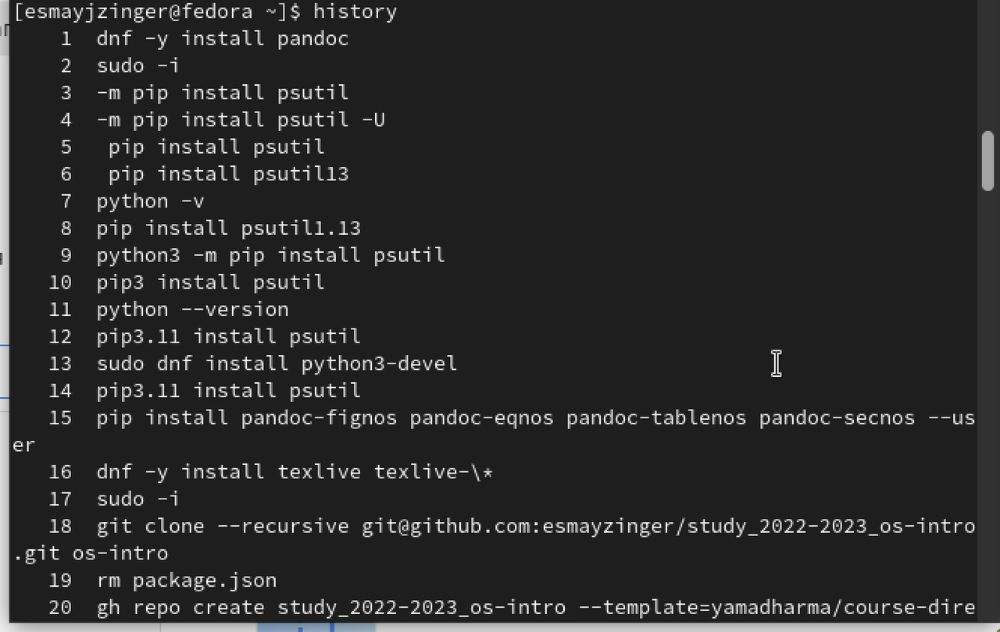 [esmayjzinger@fedora ~]$ history
1 dnf -y install pandoc
2 sudo -i
3 -m pip install psutil
4 -m pip install psutil -U
5 pip install psutil
6 pip install psutil13
7 python -v
8 pip install psutil1.13
9 python3 -m pip install psutil
10 pip3 install psutil
11 python --version
12 pip3.11 install psutil
13 sudo dnf install python3-devel
14 pip3.11 install psutil
15 pip install pandoc-fignos pandoc-eqnos pandoc-tablenos pandoc-secnos --us
er
16 dnf -y install texlive texlive-\*
17 sudo -i
18 git clone --recursive git@github.com:esmayzinger/study_2022-2023_os-intro
.git os-intro
19 rm package.json
20 gh repo create study_2022-2023_os-intro --template=yamadharma/course-dire